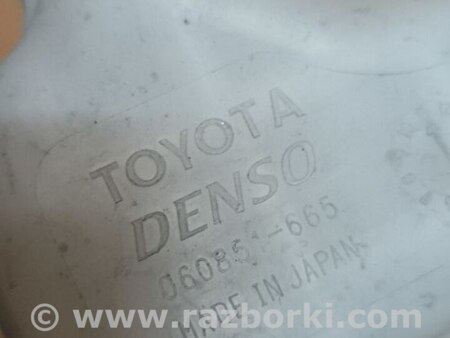 TOYOTA
DENSO
060851-665
MADE IN JAPAN
© www.razborki.com